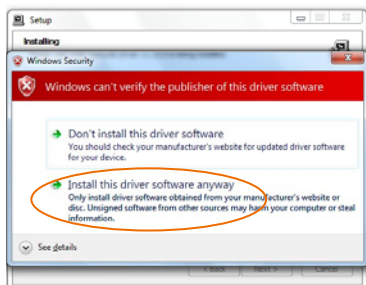 Setup
Installing
Windows Security
Windows can't verify the publisher of this driver software
Don't install this driver software
You should check your manufacturer's website for updated driver software
for your device.
Install this driver software anyway
Only install driver software obtained from your manufacturer's website or
disc. Unsigned software from other sources may harm your computer or steal
information.
See details
< Back Next > Cancel